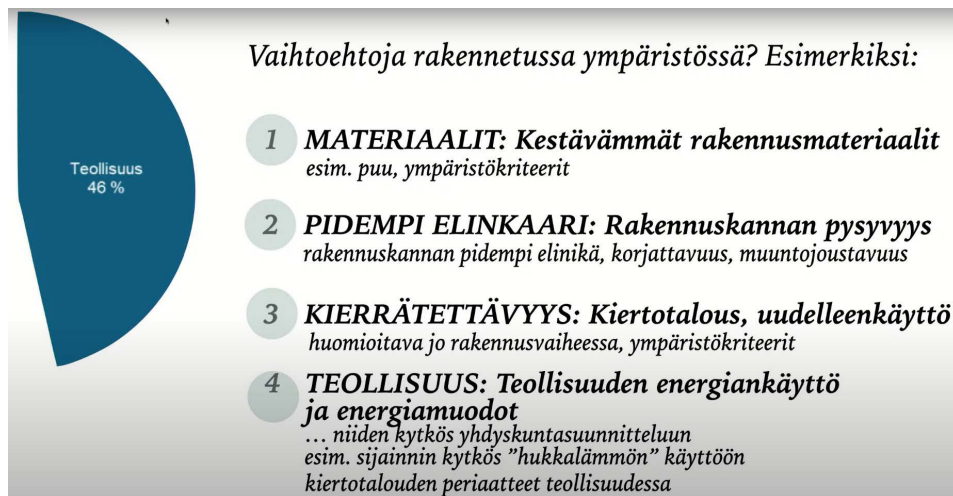 Vaihtoehtoja rakennetussa ympäristössä? Esimerkiksi:
Teollisuus
46 %
1 MATERIAALIT: Kestävämmät rakennusmateriaalit
esim. puu, ympäristökriteerit
2 PIDEMPI ELINKAARI: Rakennuskannan pysyvyys
rakennuskannan pidempi elinikä, korjattavuus, muuntojoustavuus
3 KIERRÄTETTÄVYYS: Kiertotalous, uudelleenkäyttö
huomioitava jo rakennusvaiheessa, ympäristökriteerit
4 TEOLLISUUS: Teollisuuden energiankäyttö
ja energiamuodot
… niiden kytkös yhdyskuntasuunnitteluun
esim. sijainnin kytkös ”hukkalämmön” käyttöön
kiertotalouden periaatteet teollisuudessa